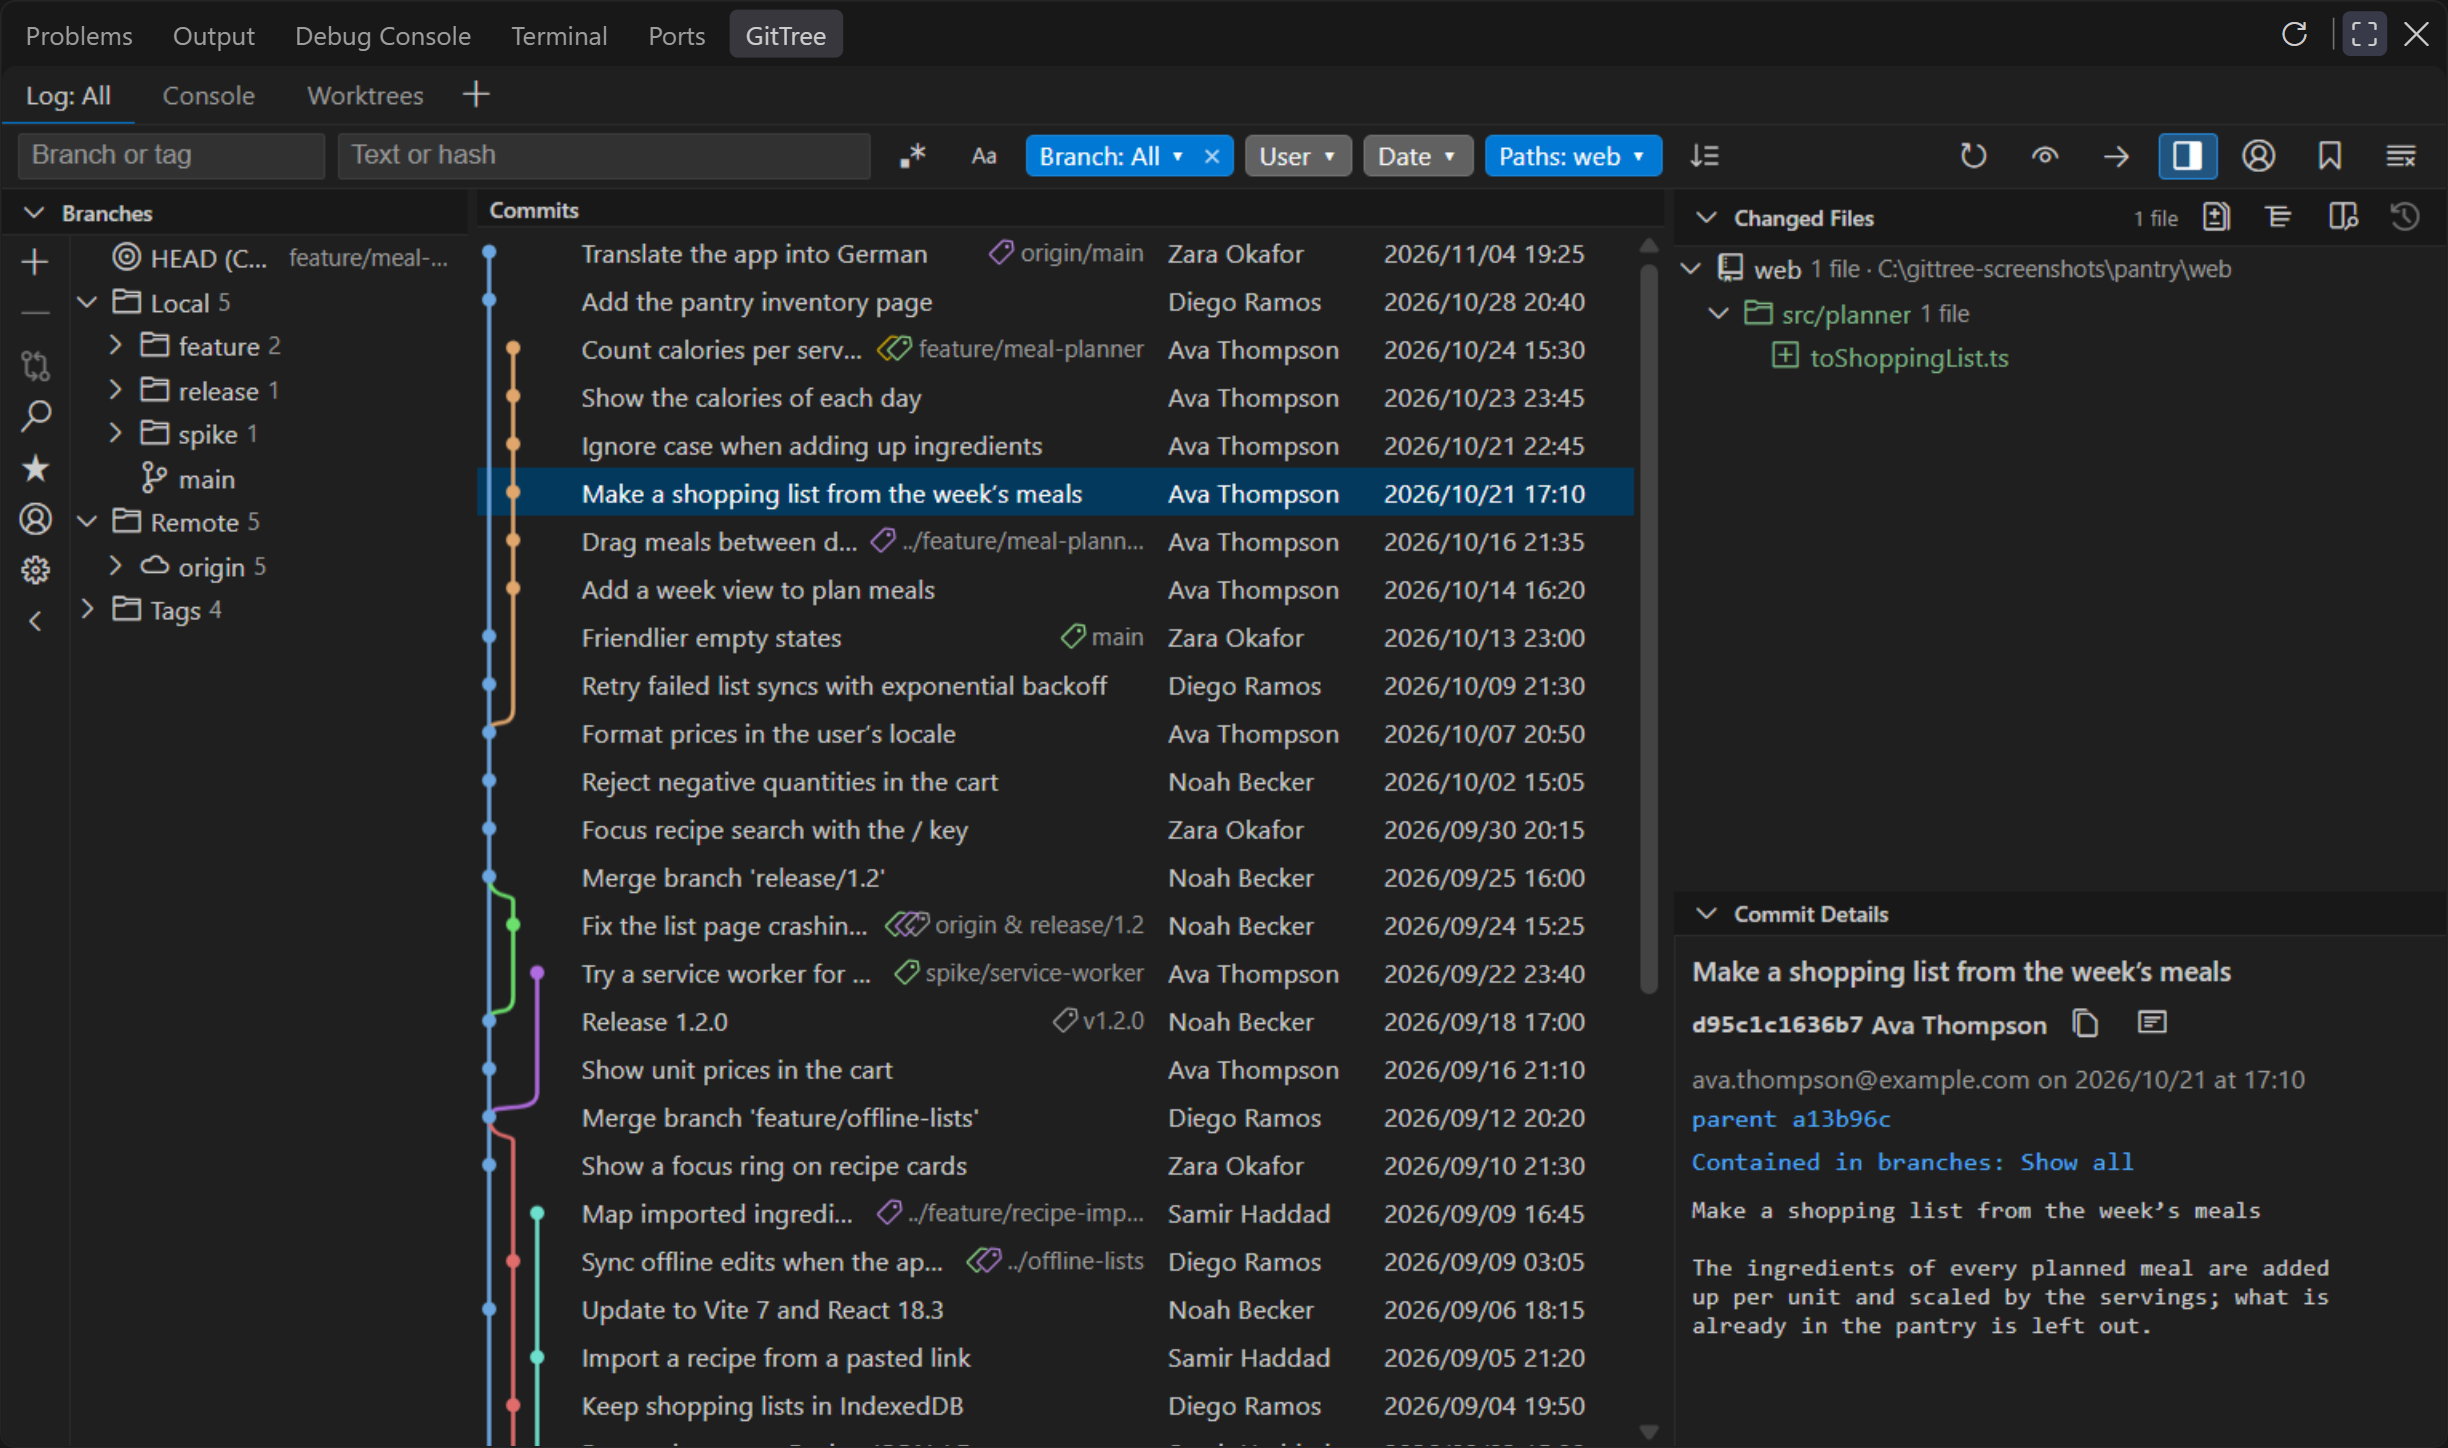 Problems Output Debug Console Terminal Ports GitTree
Log: All Console Worktrees
Branch or tag Text or hash .* Aa Branch: All User Date Paths: web
Branches
HEAD (C... feature/meal-...
Local 5
feature 2
release 1
spike 1
main
Remote 5
origin 5
Tags 4
Commits
Translate the app into German origin/main Zara Okafor 2026/11/04 19:25
Add the pantry inventory page Diego Ramos 2026/10/28 20:40
Count calories per serv... feature/meal-planner Ava Thompson 2026/10/24 15:30
Show the calories of each day Ava Thompson 2026/10/23 23:45
Ignore case when adding up ingredients Ava Thompson 2026/10/21 22:45
Make a shopping list from the week’s meals Ava Thompson 2026/10/21 17:10
Drag meals between d... ../feature/meal-plann... Ava Thompson 2026/10/16 21:35
Add a week view to plan meals Ava Thompson 2026/10/14 16:20
Friendlier empty states main Zara Okafor 2026/10/13 23:00
Retry failed list syncs with exponential backoff Diego Ramos 2026/10/09 21:30
Format prices in the user’s locale Ava Thompson 2026/10/07 20:50
Reject negative quantities in the cart Noah Becker 2026/10/02 15:05
Focus recipe search with the / key Zara Okafor 2026/09/30 20:15
Merge branch 'release/1.2' Noah Becker 2026/09/25 16:00
Fix the list page crashin... origin & release/1.2 Noah Becker 2026/09/24 15:25
Try a service worker for ... spike/service-worker Ava Thompson 2026/09/22 23:40
Release 1.2.0 v1.2.0 Noah Becker 2026/09/18 17:00
Show unit prices in the cart Ava Thompson 2026/09/16 21:10
Merge branch 'feature/offline-lists' Diego Ramos 2026/09/12 20:20
Show a focus ring on recipe cards Zara Okafor 2026/09/10 21:30
Map imported ingredi... ../feature/recipe-imp... Samir Haddad 2026/09/09 16:45
Sync offline edits when the ap... ../offline-lists Diego Ramos 2026/09/09 03:05
Update to Vite 7 and React 18.3 Noah Becker 2026/09/06 18:15
Import a recipe from a pasted link Samir Haddad 2026/09/05 21:20
Keep shopping lists in IndexedDB Diego Ramos 2026/09/04 19:50
Changed Files 1 file
web 1 file · C:\gittree-screenshots\pantry\web
src/planner 1 file
toShoppingList.ts
Commit Details
Make a shopping list from the week’s meals
d95c1c1636b7 Ava Thompson
ava.thompson@example.com on 2026/10/21 at 17:10
parent a13b96c
Contained in branches: Show all
Make a shopping list from the week’s meals
The ingredients of every planned meal are added
up per unit and scaled by the servings; what is
already in the pantry is left out.